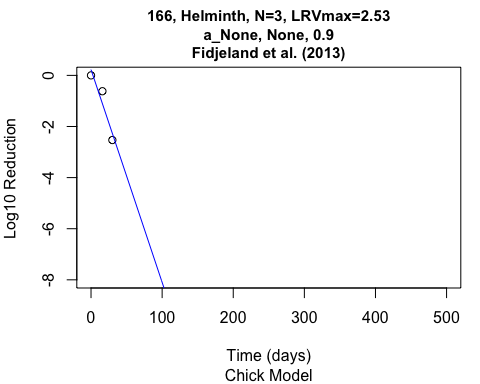 166, Helminth, N=3, LRVmax=2.53
a_None, None, 0.9
Fidjeland et al. (2013)
Log10 Reduction
0
-2
-4
-6
-8
0 100 200 300 400 500
Time (days)
Chick Model